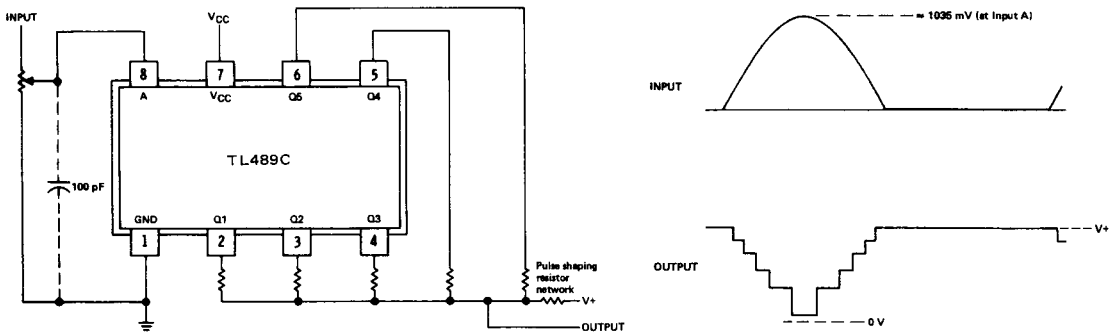 INPUT
VCC
8
7
6
5
A
VCC
Q5
Q4
TL489C
100 pF
GND
Q1
Q2
Q3
1
2
3
4
Pulse shaping
resistor
network
V+
OUTPUT
≈ 1035 mV (at Input A)
INPUT
V+
OUTPUT
0 V